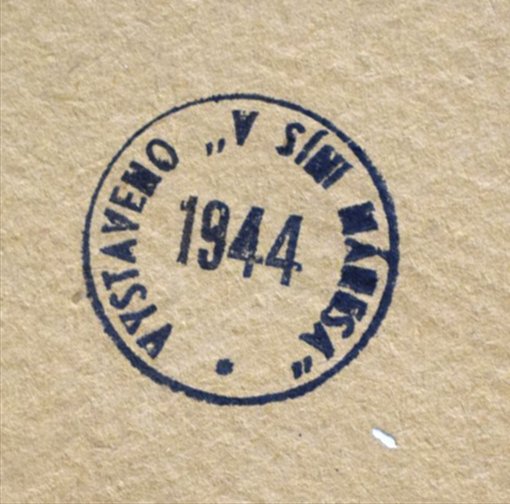 VYSTAVENO „V SÍNI MÁNESA“
1944